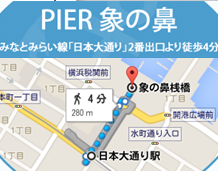 PIER 象の鼻
みなとみらい線「日本大通り」2番出口より徒歩4分
横浜税関前
象の鼻桟橋
4 分
280 m
本町一丁目
開港広場前
水町通り入口
日本大通り駅